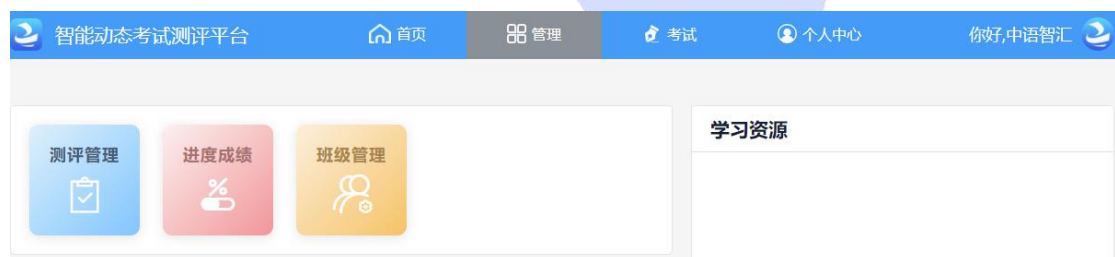 智能动态考试测评平台 首页 管理 考试 个人中心 你好,中语智汇
测评管理 进度成绩 班级管理
学习资源